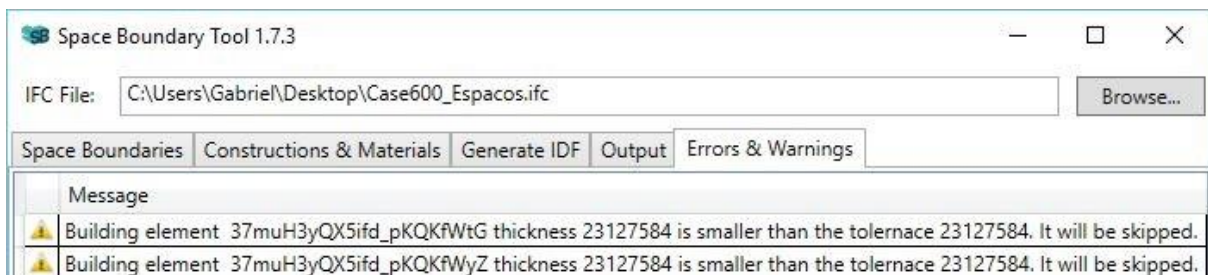 SB Space Boundary Tool 1.7.3
IFC File: C:\Users\Gabriel\Desktop\Case600_Espacos.ifc Browse...
Space Boundaries Constructions & Materials Generate IDF Output Errors & Warnings
Message
Building element 37muH3yQX5ifd_pKQKfWtG thickness 23127584 is smaller than the tolernace 23127584. It will be skipped.
Building element 37muH3yQX5ifd_pKQKfWyZ thickness 23127584 is smaller than the tolernace 23127584. It will be skipped.